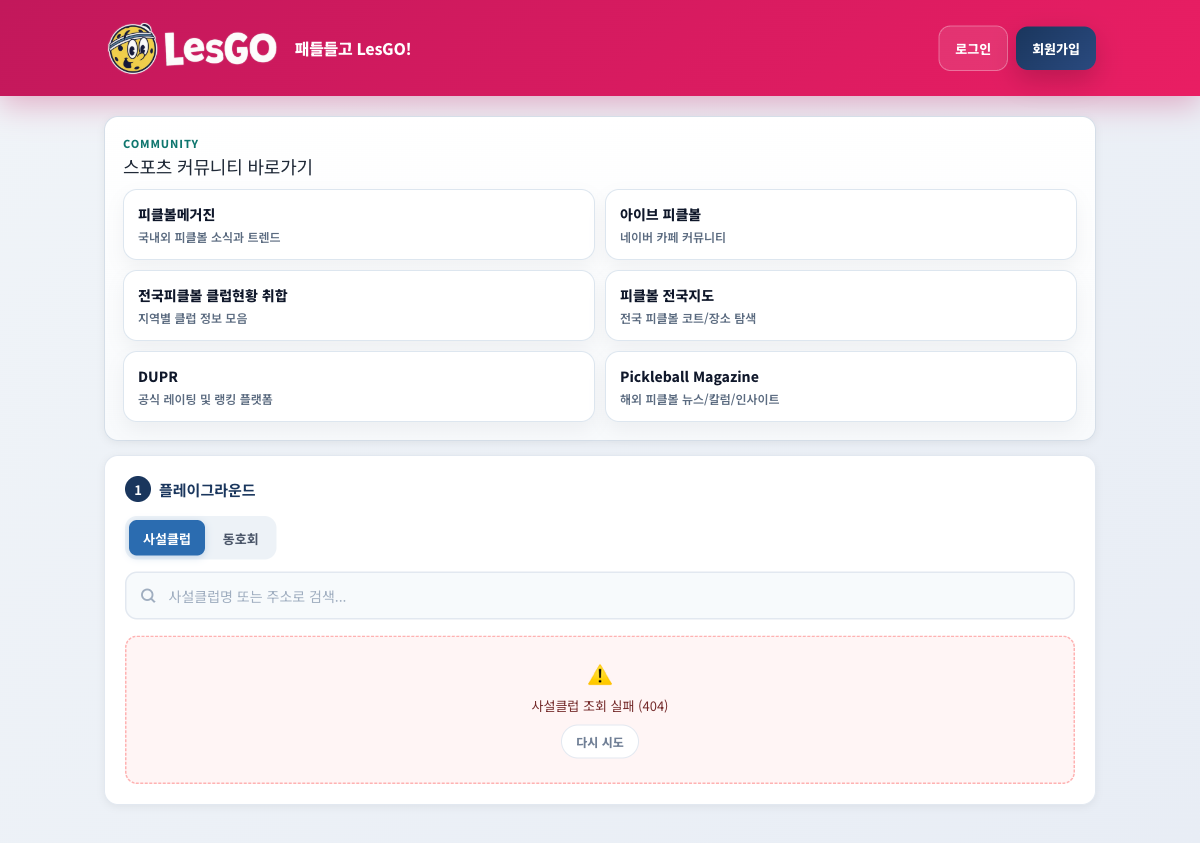 LesGO
패들들고 LesGO!
로그인
회원가입
COMMUNITY
스포츠 커뮤니티 바로가기
피클볼메거진
국내외 피클볼 소식과 트렌드
아이브 피클볼
네이버 카페 커뮤니티
전국피클볼 클럽현황 취합
지역별 클럽 정보 모음
피클볼 전국지도
전국 피클볼 코트/장소 탐색
DUPR
공식 레이팅 및 랭킹 플랫폼
Pickleball Magazine
해외 피클볼 뉴스/칼럼/인사이트
1 플레이그라운드
사설클럽
동호회
사설클럽명 또는 주소로 검색...
사설클럽 조회 실패 (404)
다시 시도